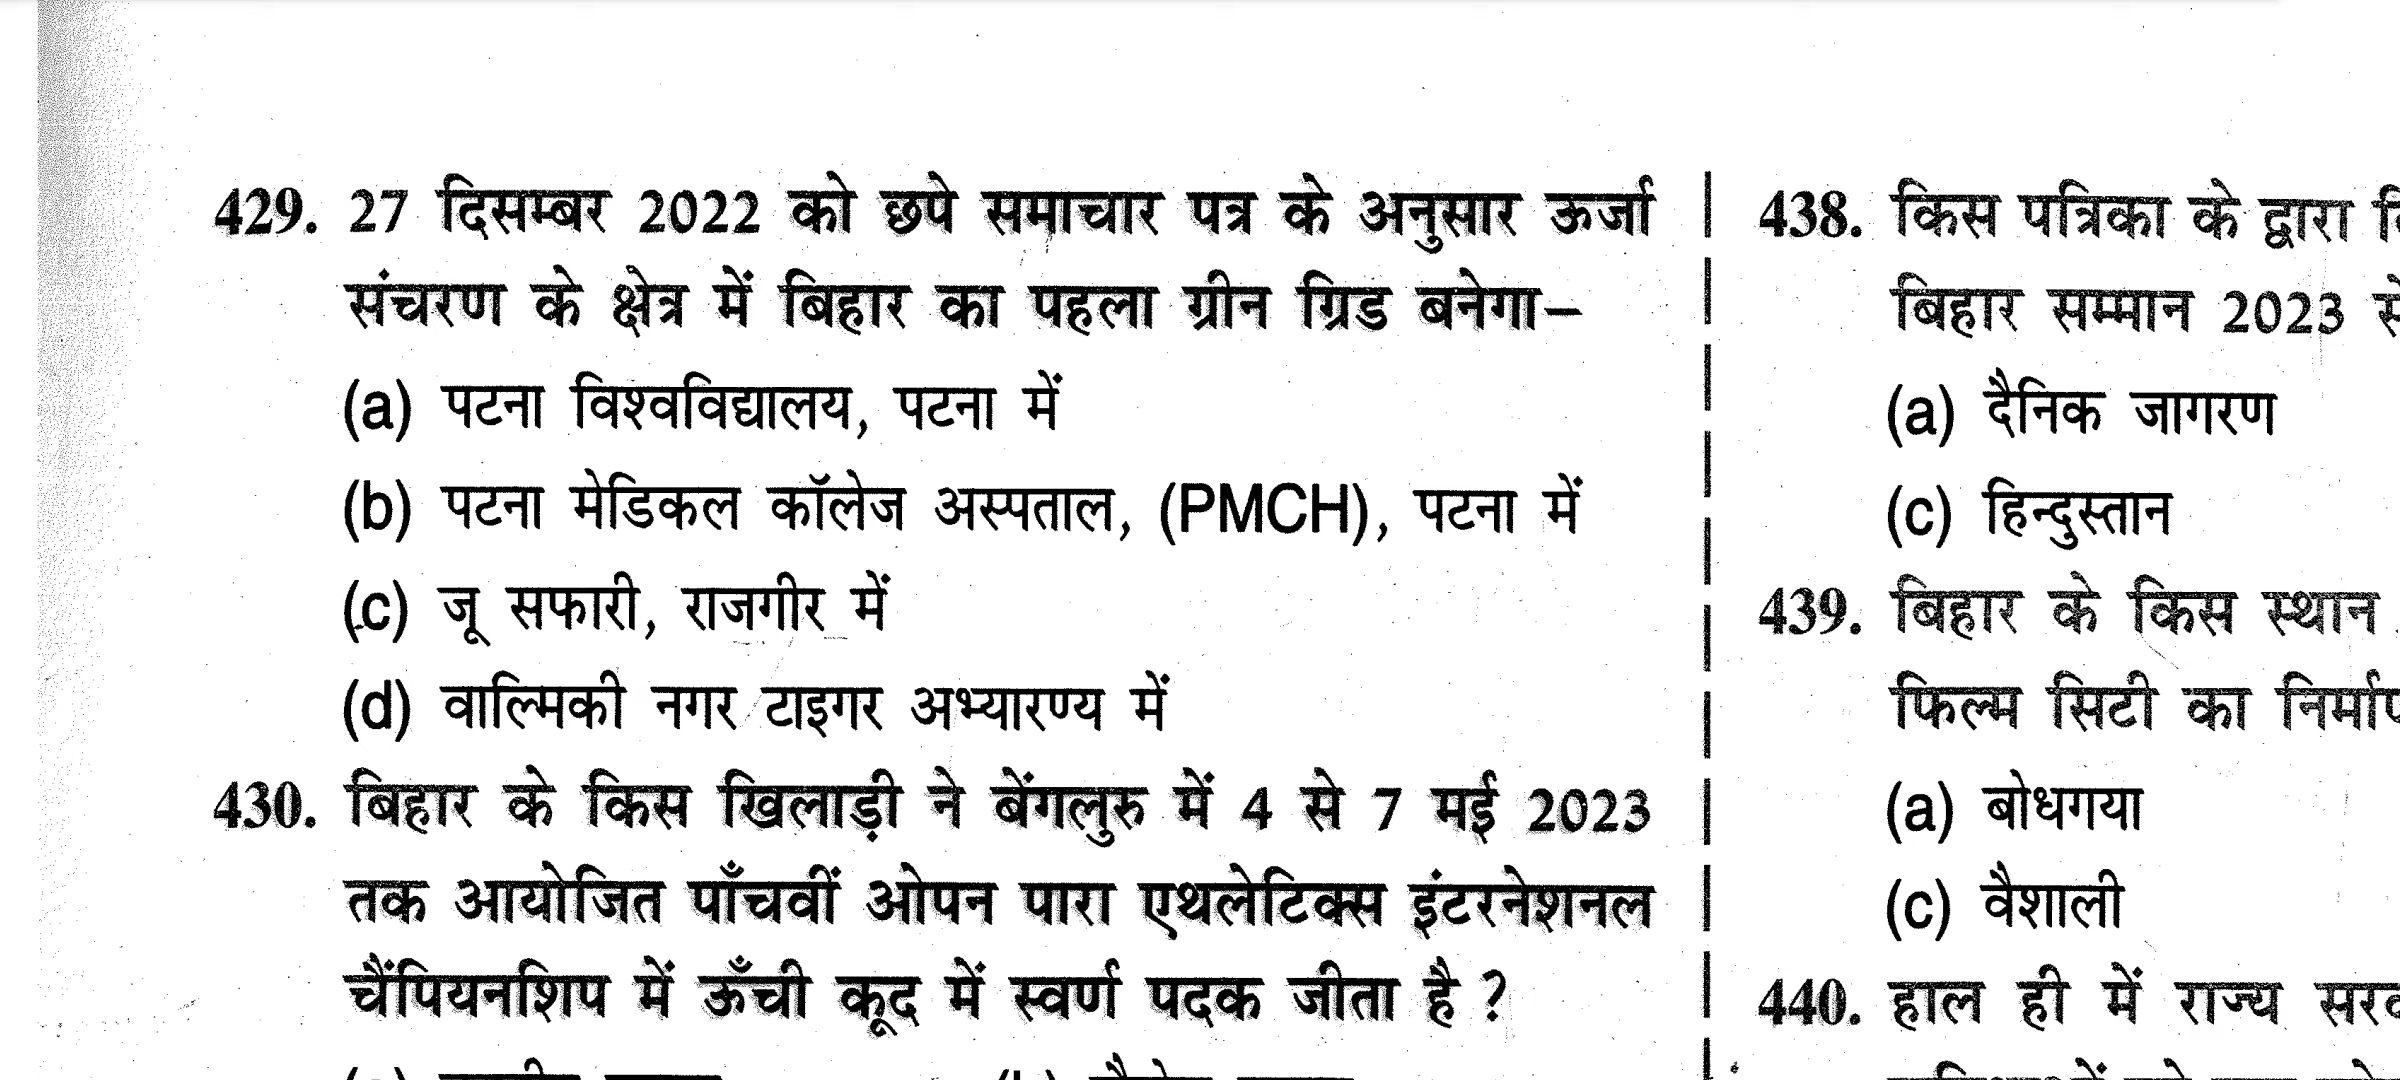 429. 27 दिसम्बर 2022 को छपे समाचार पत्र के अनुसार ऊर्जा
संचरण के क्षेत्र में बिहार का पहला ग्रीन ग्रिड बनेगा–
(a) पटना विश्वविद्यालय, पटना में
(b) पटना मेडिकल कॉलेज अस्पताल, (PMCH), पटना में
(c) जू सफारी, राजगीर में
(d) वाल्मिकी नगर टाइगर अभ्यारण्य में
430. बिहार के किस खिलाड़ी ने बेंगलुरु में 4 से 7 मई 2023
तक आयोजित पाँचवीं ओपन पारा एथलेटिक्स इंटरनेशनल
चैंपियनशिप में ऊँची कूद में स्वर्ण पदक जीता है ?
438. किस पत्रिका के द्वारा
बिहार सम्मान 2023 से
(a) दैनिक जागरण
(c) हिन्दुस्तान
439. बिहार के किस स्थान
फिल्म सिटी का
(a) बोधगया
(c) वैशाली
440. हाल ही में राज्य